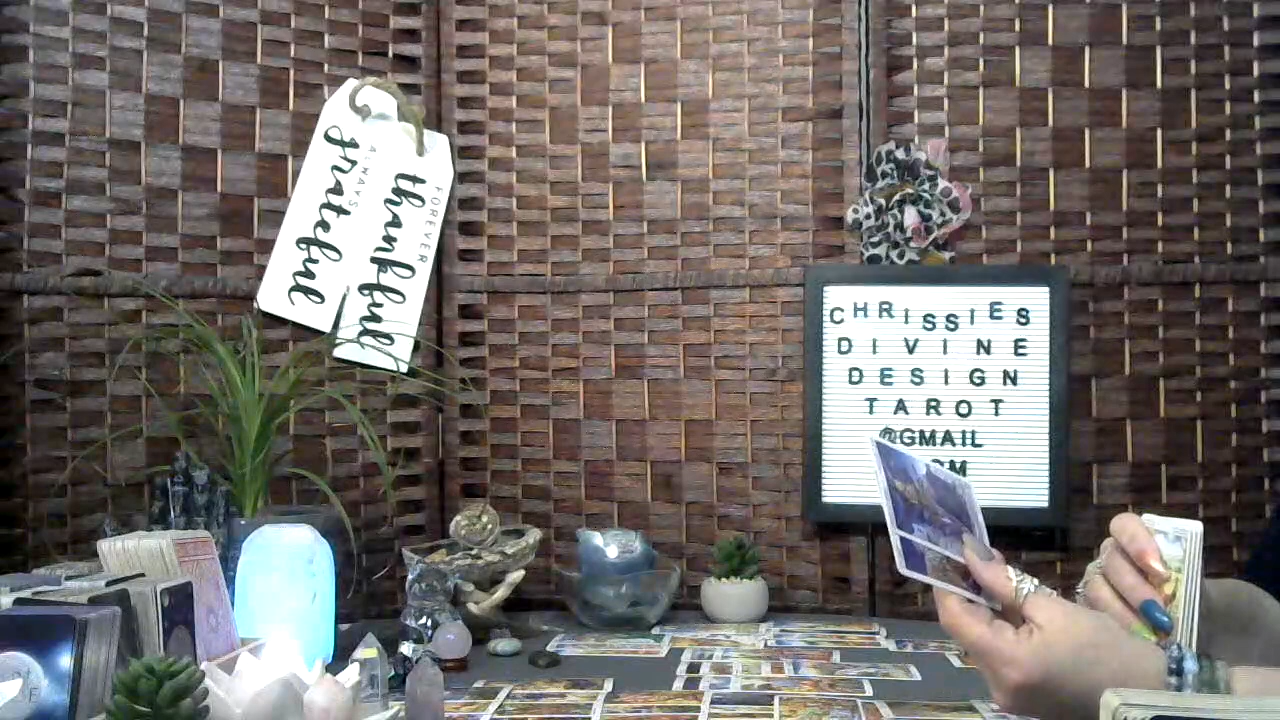 FOREVER
thankful
ALWAYS
grateful
CHRISSIES
DIVINE
DESIGN
TAROT
@GMAIL